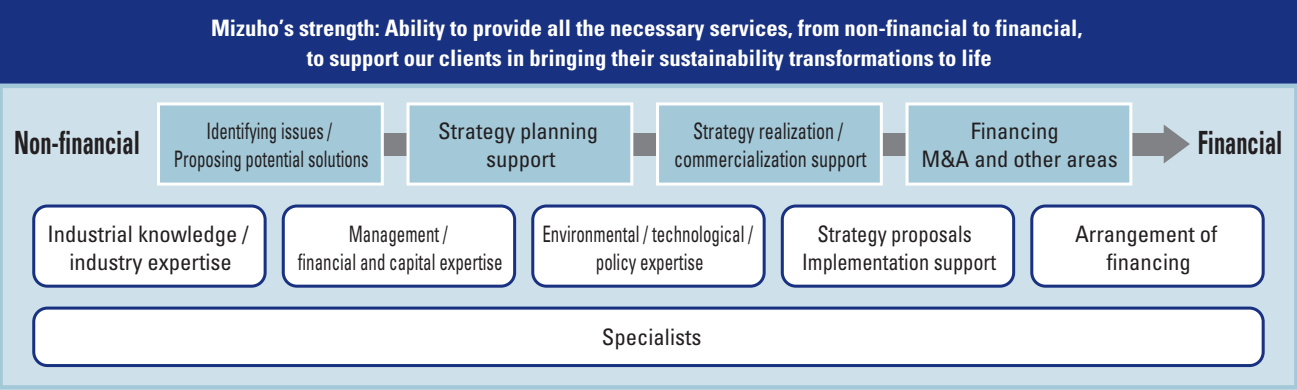 Mizuho's strength: Ability to provide all the necessary services, from non-financial to financial,
to support our clients in bringing their sustainability transformations to life
Non-financial
Identifying issues /
Proposing potential solutions
Strategy planning
support
Strategy realization /
commercialization support
Financing
M&A and other areas
Financial
Industrial knowledge /
industry expertise
Management /
financial and capital expertise
Environmental / technological /
policy expertise
Strategy proposals
Implementation support
Arrangement of
financing
Specialists